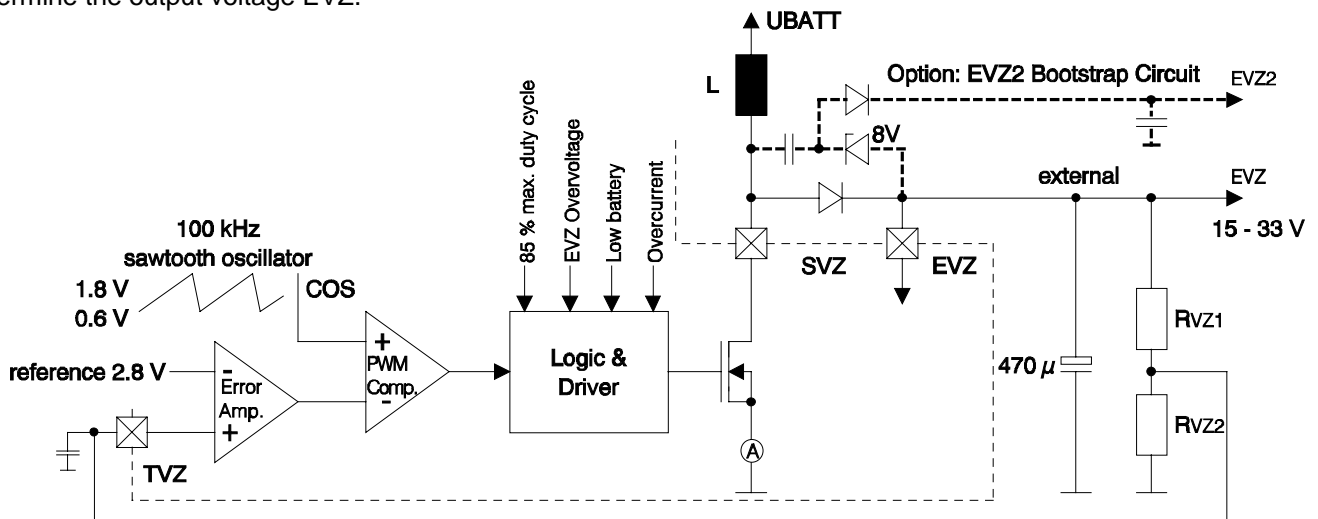 ermine the output voltage EVZ.
UBATT
L
Option: EVZ2 Bootstrap Circuit
EVZ2
8V
85 % max. duty cycle
EVZ Overvoltage
Low battery
Overcurrent
external
EVZ
15 - 33 V
100 kHz
sawtooth oscillator
1.8 V
0.6 V
COS
SVZ
EVZ
reference 2.8 V
-
Error
Amp.
+
+
PWM
Comp.
-
Logic &
Driver
470 µ
RVZ1
RVZ2
A
TVZ